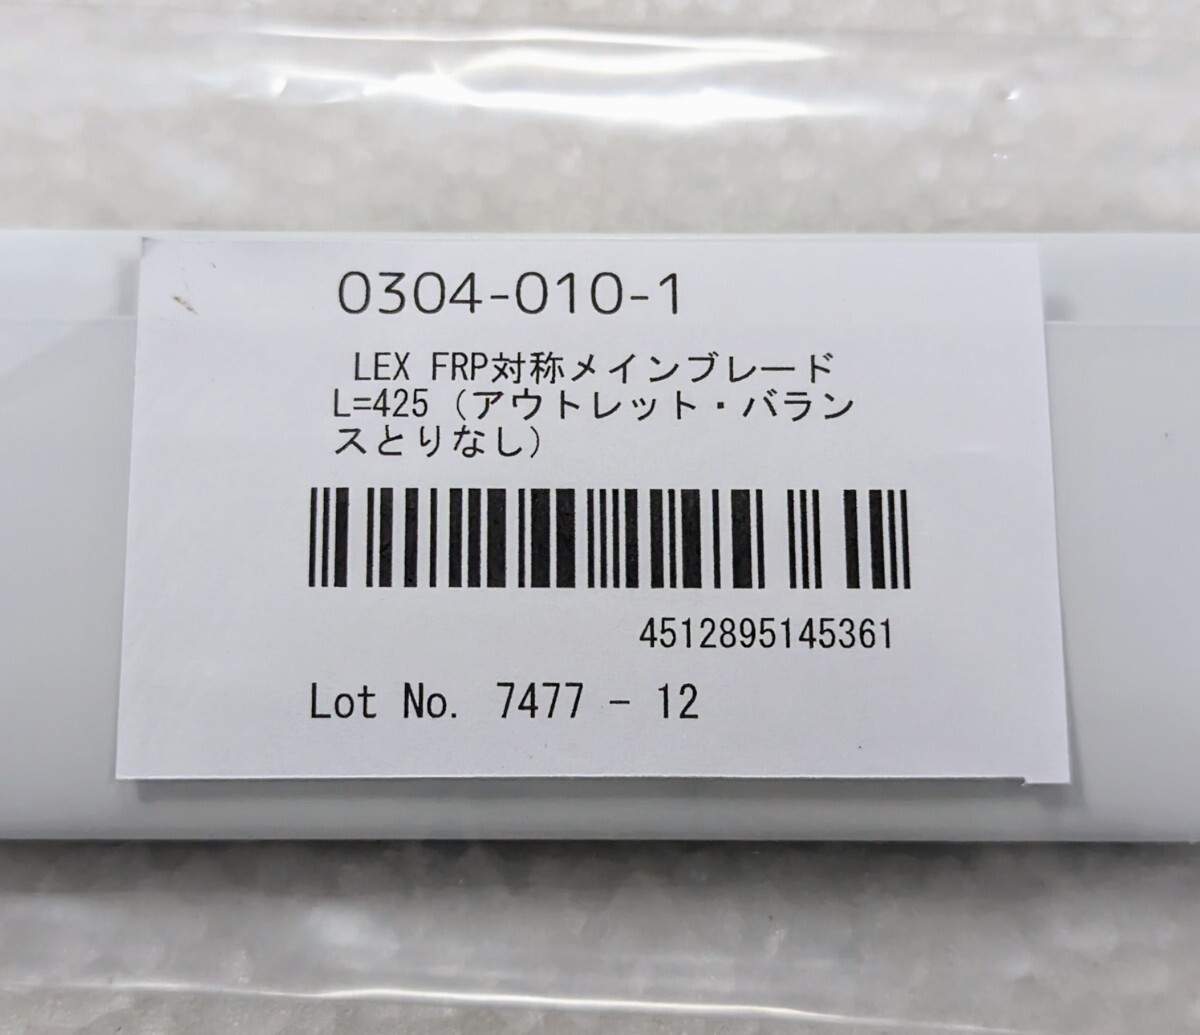 0304-010-1
LEX FRP対称メインブレード
L=425（アウトレット・バラン
スとりなし）
4512895145361
Lot No. 7477 - 12